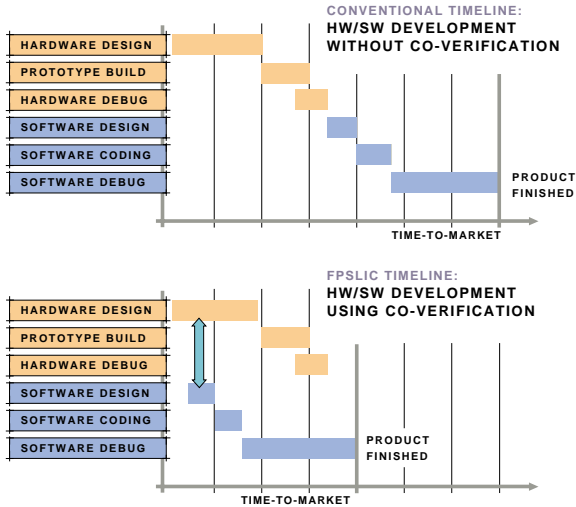 CONVENTIONAL TIMELINE:
HW/SW DEVELOPMENT
WITHOUT CO-VERIFICATION
HARDWARE DESIGN
PROTOTYPE BUILD
HARDWARE DEBUG
SOFTWARE DESIGN
SOFTWARE CODING
SOFTWARE DEBUG
PRODUCT
FINISHED
TIME-TO-MARKET
FPSLIC TIMELINE:
HW/SW DEVELOPMENT
USING CO-VERIFICATION
HARDWARE DESIGN
PROTOTYPE BUILD
HARDWARE DEBUG
SOFTWARE DESIGN
SOFTWARE CODING
SOFTWARE DEBUG
PRODUCT
FINISHED
TIME-TO-MARKET